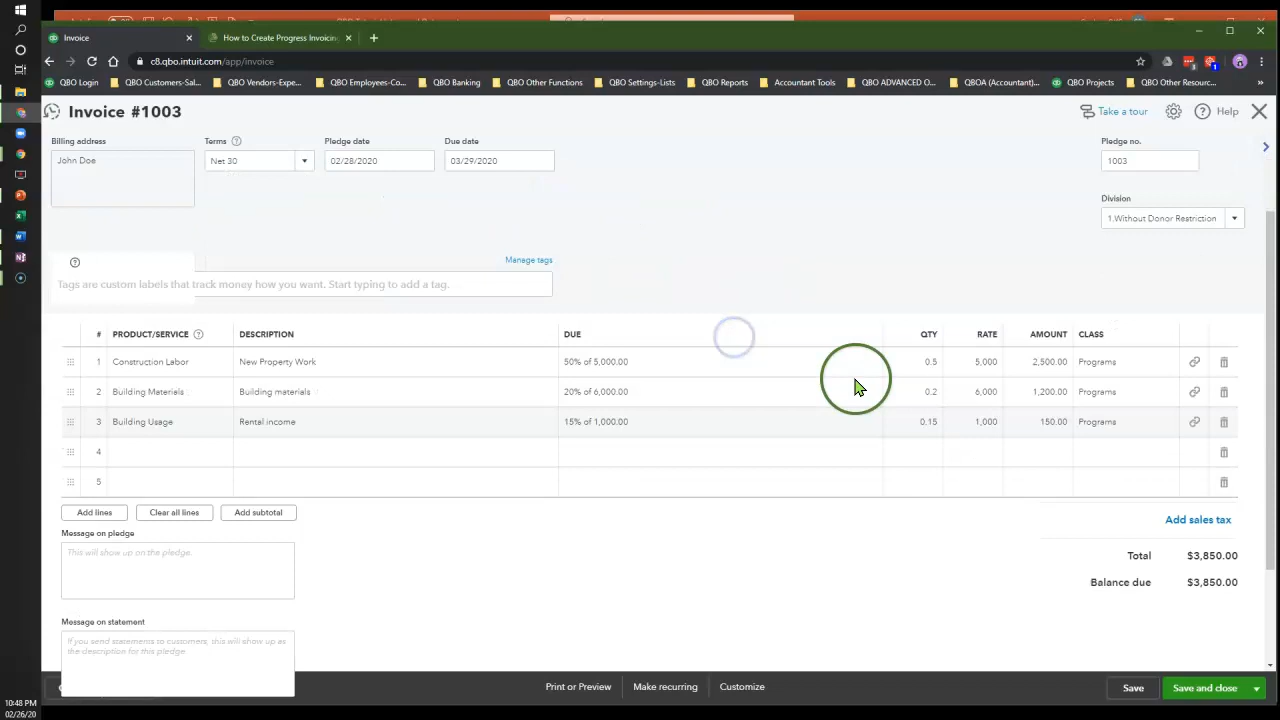 Invoice
How to Create Progress Invoicing
c8.qbo.intuit.com/app/invoice
QBO Login QBO Customers-Sal... QBO Vendors-Expe... QBO Employees-Co... QBO Banking QBO Other Functions QBO Settings-Lists QBO Reports Accountant Tools QBO ADVANCED O... QBOA (Accountant)... QBO Projects Other Customer Resour...
Invoice #1003
Take a tour
Help
Billing address Terms Pledge date Due date Pledge no.
John Doe Net 30 02/28/2020 03/29/2020 1003
Division
1.Without Donor Restriction
Manage tags
Tags are custom labels that track money how you want. Start typing to add a tag.
# PRODUCT/SERVICE DESCRIPTION DUE QTY RATE AMOUNT CLASS
1 Construction Labor New Property Work 50% of 5,000.00 0.5 5,000 2,500.00 Programs
2 Building Materials Building materials 20% of 6,000.00 0.2 6,000 1,200.00 Programs
3 Building Usage Rental income 15% of 1,000.00 0.15 1,000 150.00 Programs
4
5
Add lines Clear all lines Add subtotal
Add sales tax
Message on pledge
This will show up on the pledge.
Total $3,850.00
Balance due $3,850.00
Message on statement
If you send statements to customers, this will show up as
the description for this pledge
Print or Preview Make recurring Customize Save Save and close
10:48 PM
02/26/20